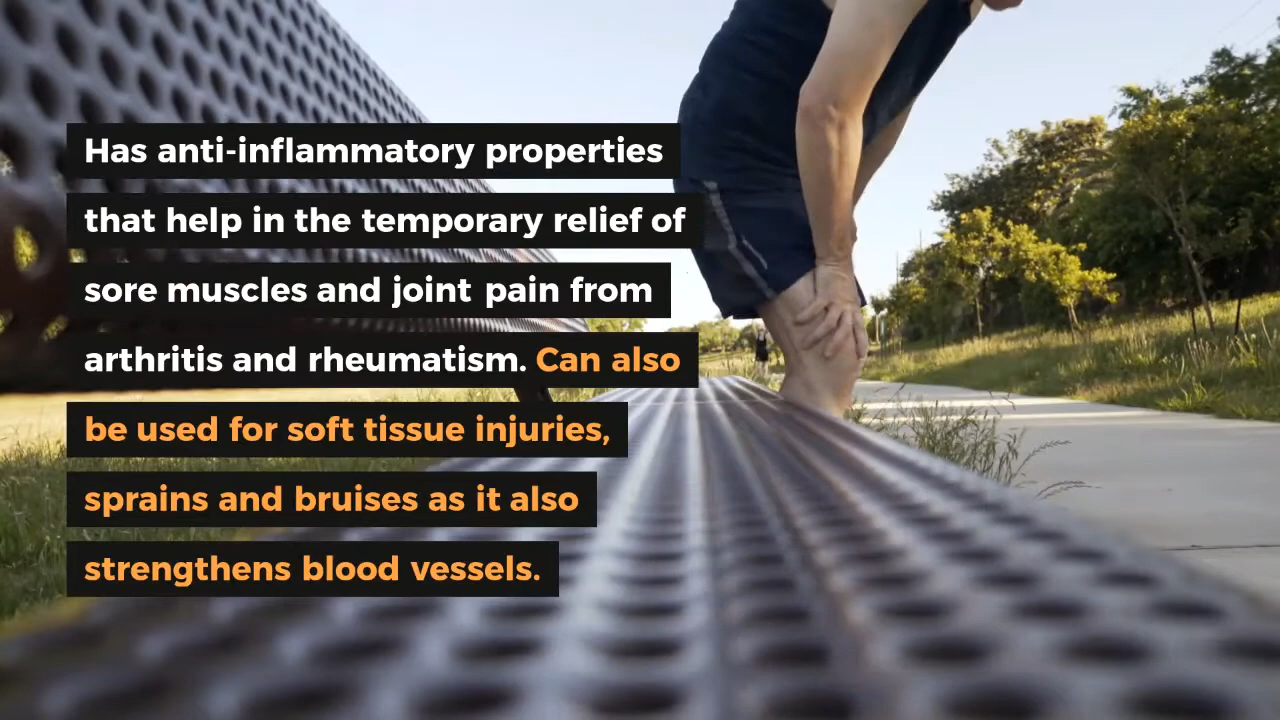 Has anti-inflammatory properties
that help in the temporary relief of
sore muscles and joint pain from
arthritis and rheumatism. Can also
be used for soft tissue injuries,
sprains and bruises as it also
strengthens blood vessels.